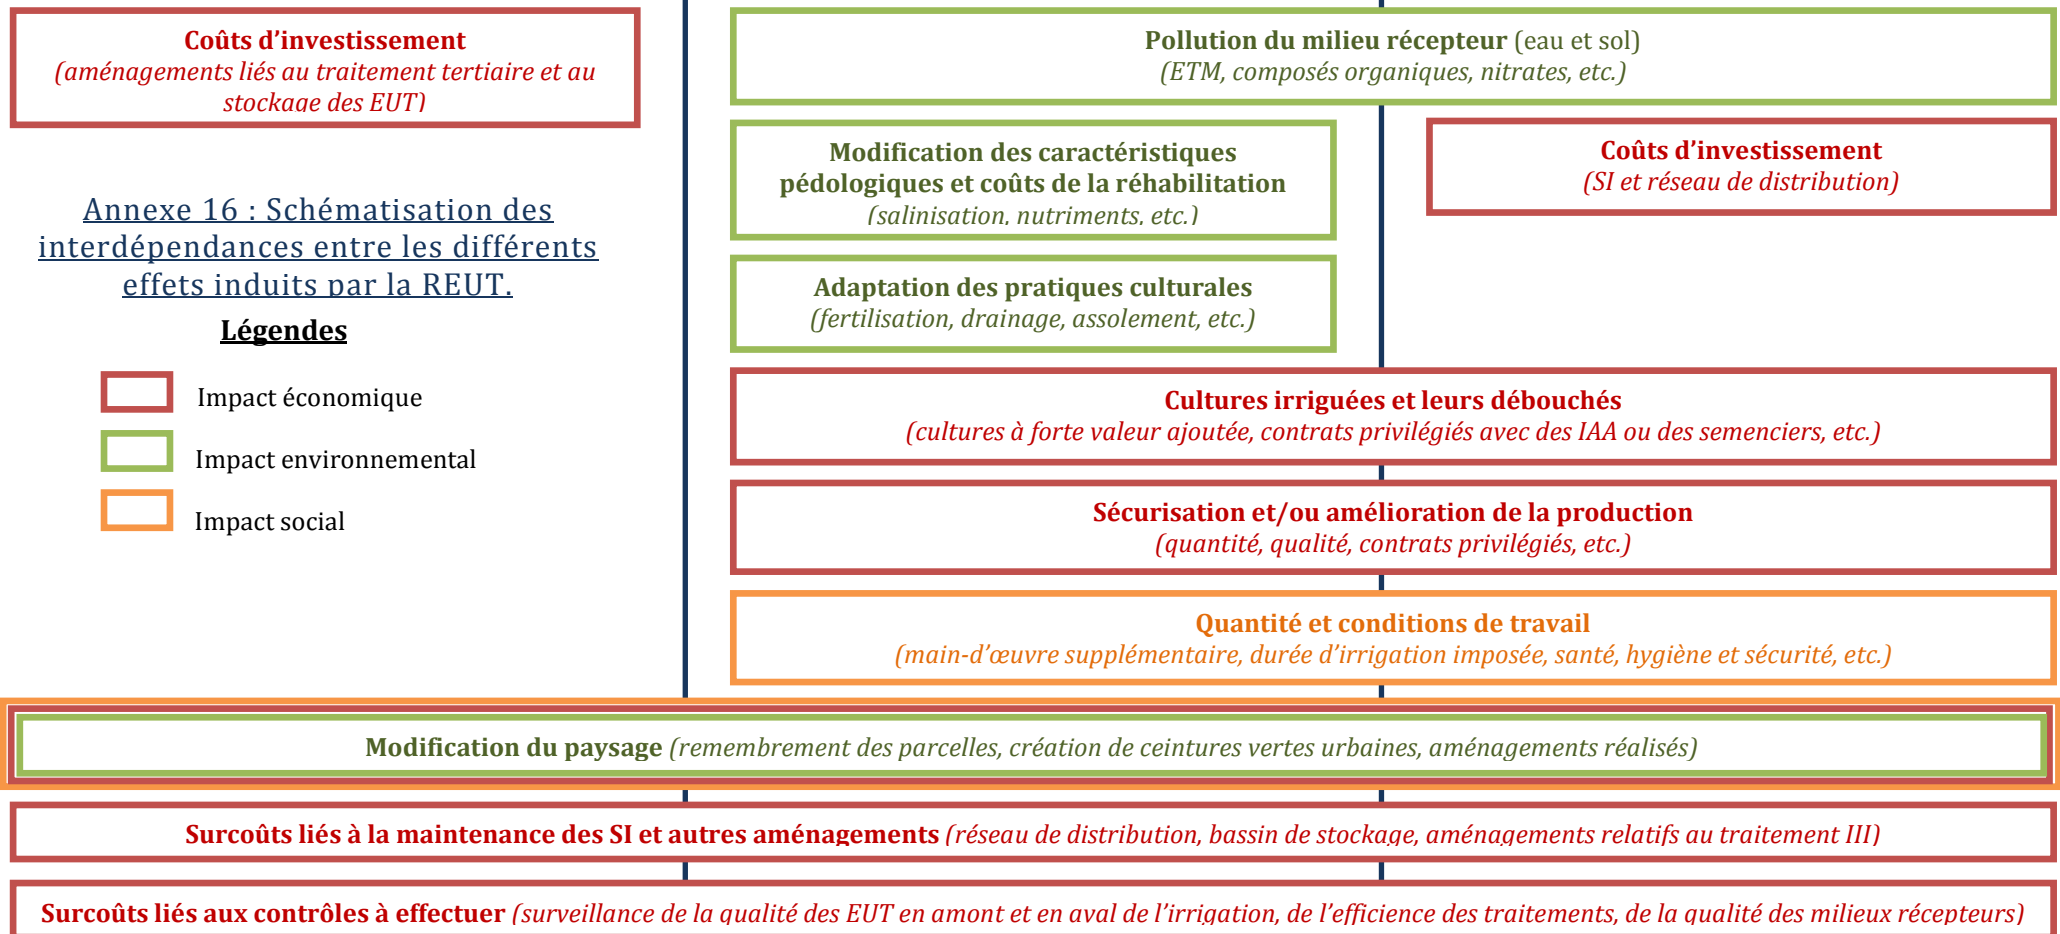 Coûts d'investissement
(aménagements liés au traitement tertiaire et au
stockage des EUT)
Annexe 16 : Schématisation des
interdépendances entre les différents
effets induits par la REUT.
Légendes
Impact économique
Impact environnemental
Impact social
Pollution du milieu récepteur (eau et sol)
(ETM, composés organiques, nitrates, etc.)
Modification des caractéristiques
pédologiques et coûts de la réhabilitation
(salinisation, nutriments, etc.)
Coûts d'investissement
(SI et réseau de distribution)
Adaptation des pratiques culturales
(fertilisation, drainage, assolement, etc.)
Cultures irriguées et leurs débouchés
(cultures à forte valeur ajoutée, contrats privilégiés avec des IAA ou des semenciers, etc.)
Sécurisation et/ou amélioration de la production
(quantité, qualité, contrats privilégiés, etc.)
Quantité et conditions de travail
(main-d'œuvre supplémentaire, durée d'irrigation imposée, santé, hygiène et sécurité, etc.)
Modification du paysage (remembrement des parcelles, création de ceintures vertes urbaines, aménagements réalisés)
Surcoûts liés à la maintenance des SI et autres aménagements (réseau de distribution, bassin de stockage, aménagements relatifs au traitement III)
Surcoûts liés aux contrôles à effectuer (surveillance de la qualité des EUT en amont et en aval de l'irrigation, de l'efficience des traitements, de la qualité des milieux récepteurs)